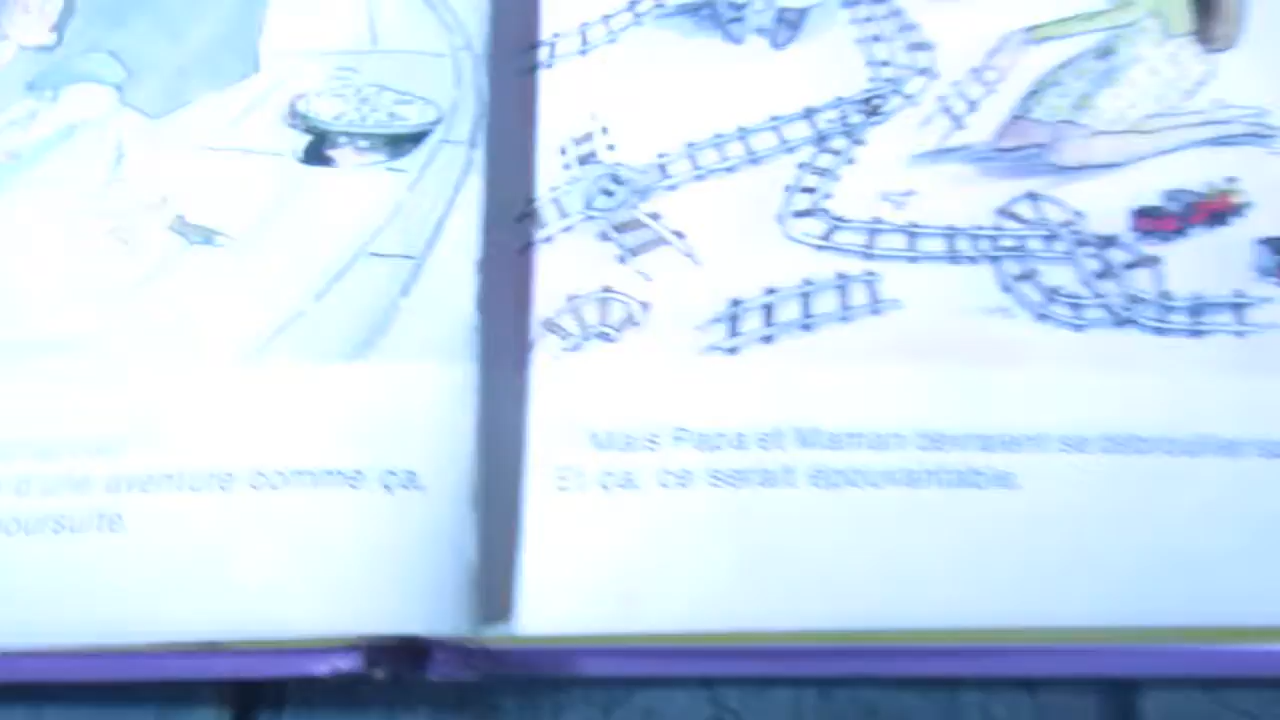 d'une aventure comme ça,
poursuite.
Mais Papa et Maman devraient se débrouiller
Et ça, ce serait épouvantable.